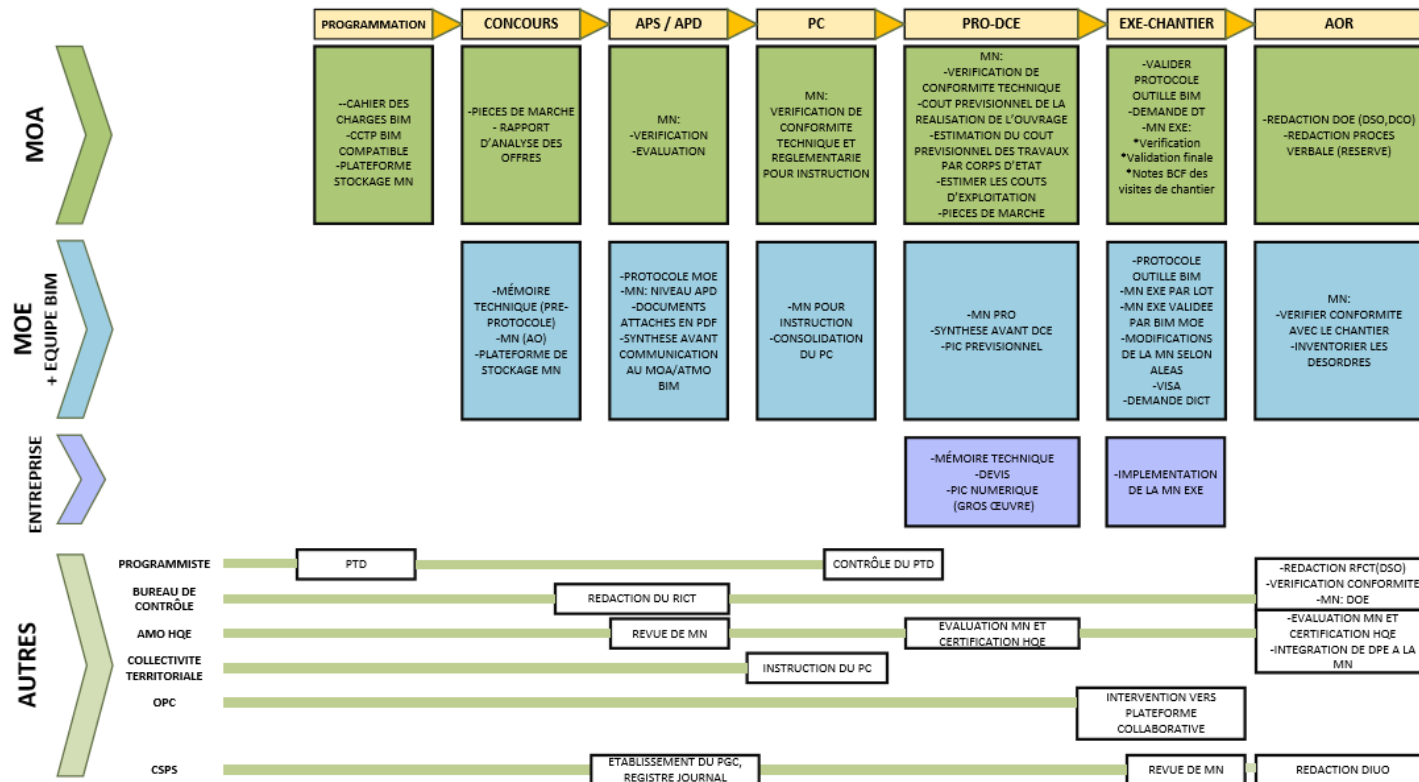 PROGRAMMATION
CONCOURS
APS / APD
PC
PRO-DCE
EXE-CHANTIER
AOR
MOA
--CAHIER DES
CHARGES BIM
-CCTP BIM
COMPATIBLE
-PLATEFORME
STOCKAGE MN
-PIECES DE MARCHE
- RAPPORT
D'ANALYSE DES
OFFRES
MN:
-VERIFICATION
-EVALUATION
MN:
VERIFICATION DE
CONFORMITE
TECHNIQUE ET
REGLEMENTARIE
POUR INSTRUCTION
MN:
-VERIFICATION DE
CONFORMITE TECHNIQUE
-COUT PREVISIONNEL DE LA
REALISATION DE L'OUVRAGE
-ESTIMATION DU COUT
PREVISIONNEL DES TRAVAUX
PAR CORPS D'ETAT
-ESTIMER LES COUTS
D'EXPLOITATION
-PIECES DE MARCHE
-VALIDER
PROTOCOLE
OUTILLE BIM
-DEMANDE DT
-MN EXE:
*Verification
*Validation finale
*Notes BCF des
visites de chantier
-REDACTION DOE (DSO,DCO)
-REDACTION PROCES
VERBALE (RESERVE)
MOE
+ EQUIPE BIM
-MÉMOIRE
TECHNIQUE (PRE-
PROTOCOLE)
-MN (AO)
-PLATEFORME DE
STOCKAGE MN
-PROTOCOLE MOE
-MN: NIVEAU APD
-DOCUMENTS
ATTACHES EN PDF
-SYNTHESE AVANT
COMMUNICATION
AU MOA/ATMO
BIM
-MN POUR
INSTRUCTION
-CONSOLIDATION
DU PC
-MN PRO
-SYNTHESE AVANT DCE
-PIC PREVISIONNEL
-PROTOCOLE
OUTILLE BIM
-MN EXE PAR LOT
-MN EXE VALIDEE
PAR BIM MOE
-MODIFICATIONS
DE LA MN SELON
ALEAS
-VISA
-DEMANDE DICT
MN:
-VERIFIER CONFORMITE
AVEC LE CHANTIER
-INVENTORIER LES
DESORDRES
ENTREPRISE
-MÉMOIRE TECHNIQUE
-DEVIS
-PIC NUMERIQUE
(GROS ŒUVRE)
-IMPLEMENTATION
DE LA MN EXE
AUTRES
PROGRAMMISTE
PTD
CONTRÔLE DU PTD
-REDACTION RFCT(DSO)
-VERIFICATION CONFORMITE
-MN: DOE
BUREAU DE
CONTRÔLE
REDACTION DU RICT
AMO HQE
REVUE DE MN
EVALUATION MN ET
CERTIFICATION HQE
-EVALUATION MN ET
CERTIFICATION HQE
-INTEGRATION DE DPE A LA
MN
COLLECTIVITE
TERRITORIALE
INSTRUCTION DU PC
OPC
INTERVENTION VERS
PLATEFORME
COLLABORATIVE
CSPS
ETABLISSEMENT DU PGC,
REGISTRE JOURNAL
REVUE DE MN
REDACTION DIUO